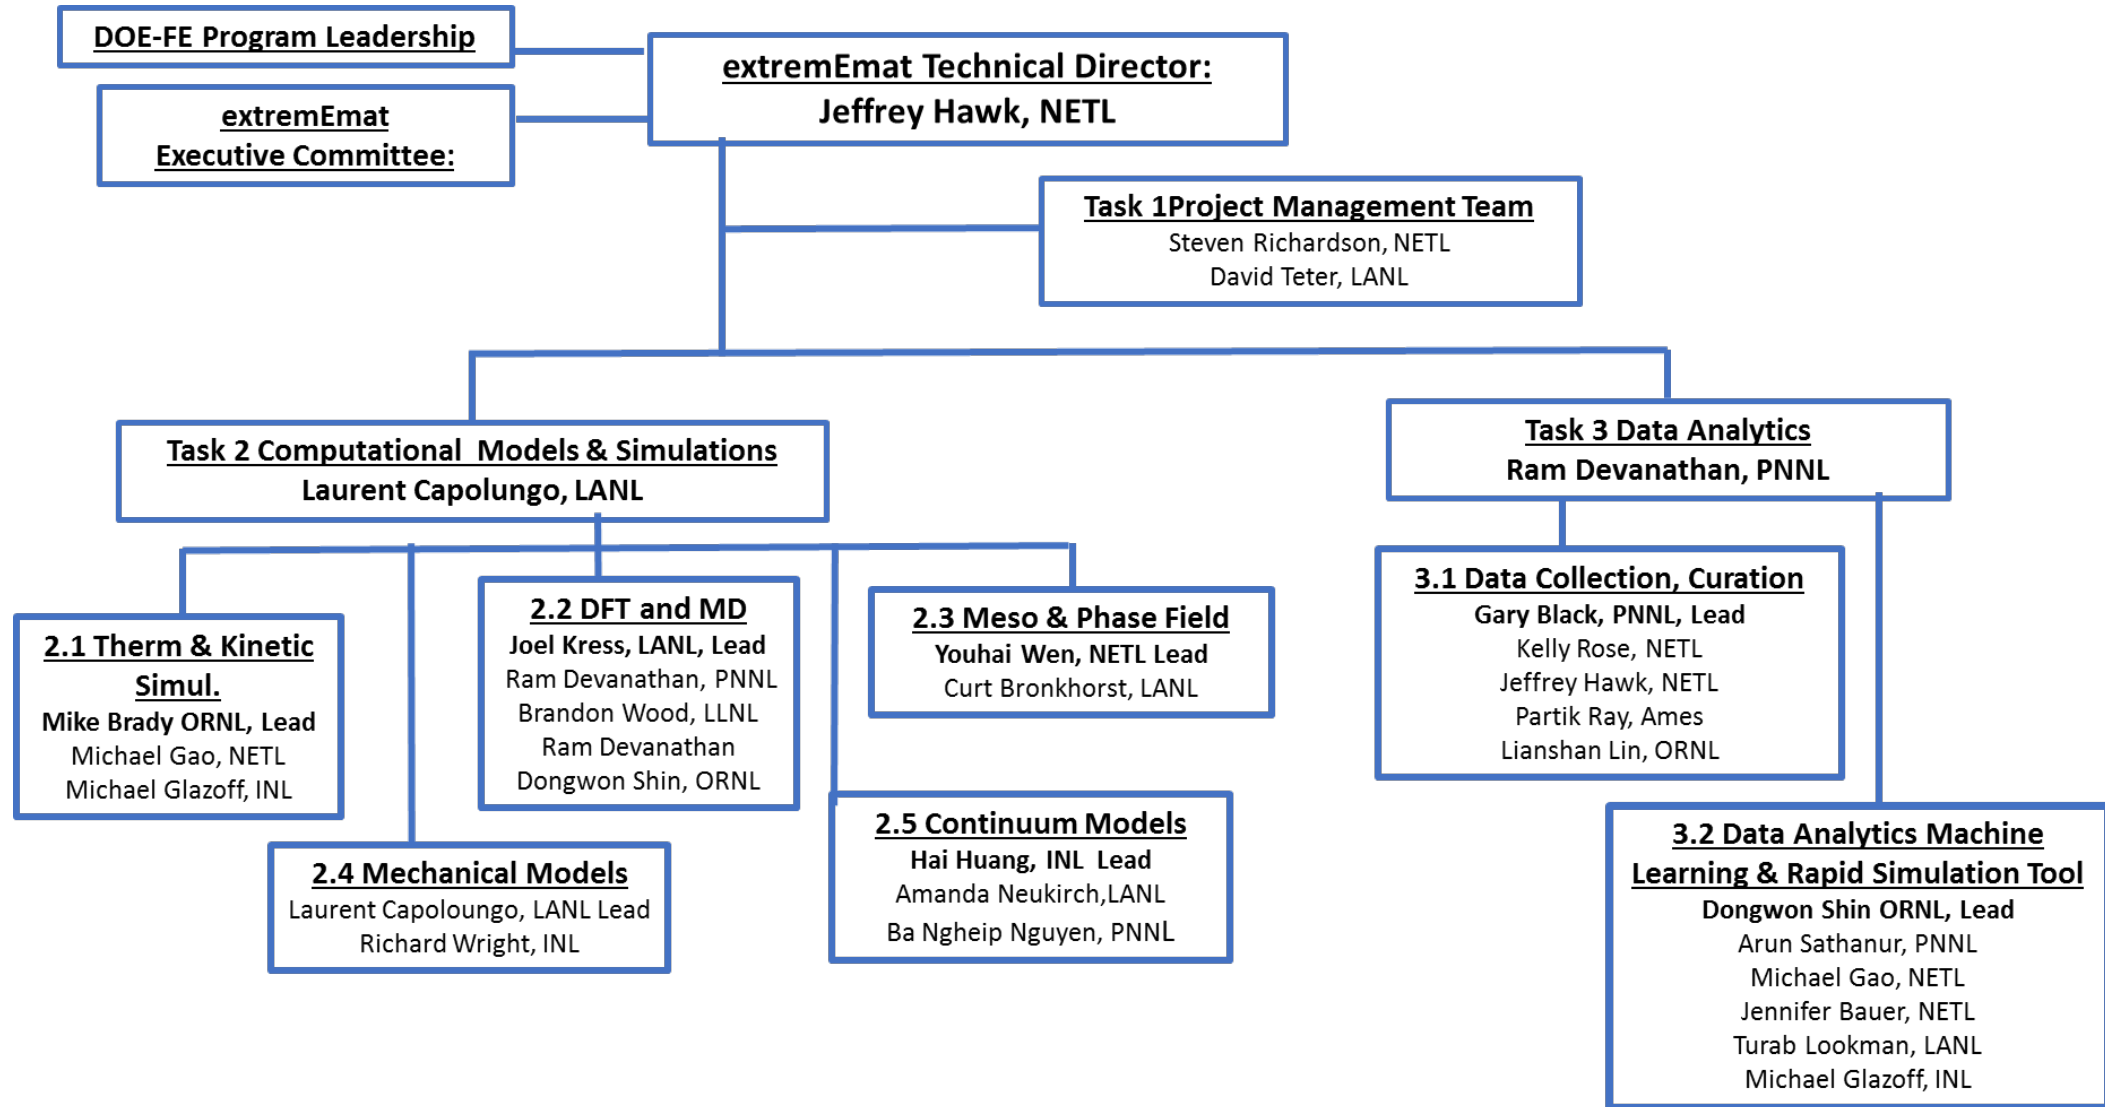 DOE-FE Program Leadership
extremEmat Technical Director:
Jeffrey Hawk, NETL
extremEmat
Executive Committee:
Task 1Project Management Team
Steven Richardson, NETL
David Teter, LANL
Task 2 Computational Models & Simulations
Laurent Capolungo, LANL
Task 3 Data Analytics
Ram Devanathan, PNNL
2.1 Therm & Kinetic
Simul.
Mike Brady ORNL, Lead
Michael Gao, NETL
Michael Glazoff, INL
2.2 DFT and MD
Joel Kress, LANL, Lead
Ram Devanathan, PNNL
Brandon Wood, LLNL
Ram Devanathan
Dongwon Shin, ORNL
2.3 Meso & Phase Field
Youhai Wen, NETL Lead
Curt Bronkhorst, LANL
2.4 Mechanical Models
Laurent Capoloungo, LANL Lead
Richard Wright, INL
2.5 Continuum Models
Hai Huang, INL Lead
Amanda Neukirch,LANL
Ba Ngheip Nguyen, PNNL
3.1 Data Collection, Curation
Gary Black, PNNL, Lead
Kelly Rose, NETL
Jeffrey Hawk, NETL
Partik Ray, Ames
Lianshan Lin, ORNL
3.2 Data Analytics Machine
Learning & Rapid Simulation Tool
Dongwon Shin ORNL, Lead
Arun Sathanur, PNNL
Michael Gao, NETL
Jennifer Bauer, NETL
Turab Lookman, LANL
Michael Glazoff, INL